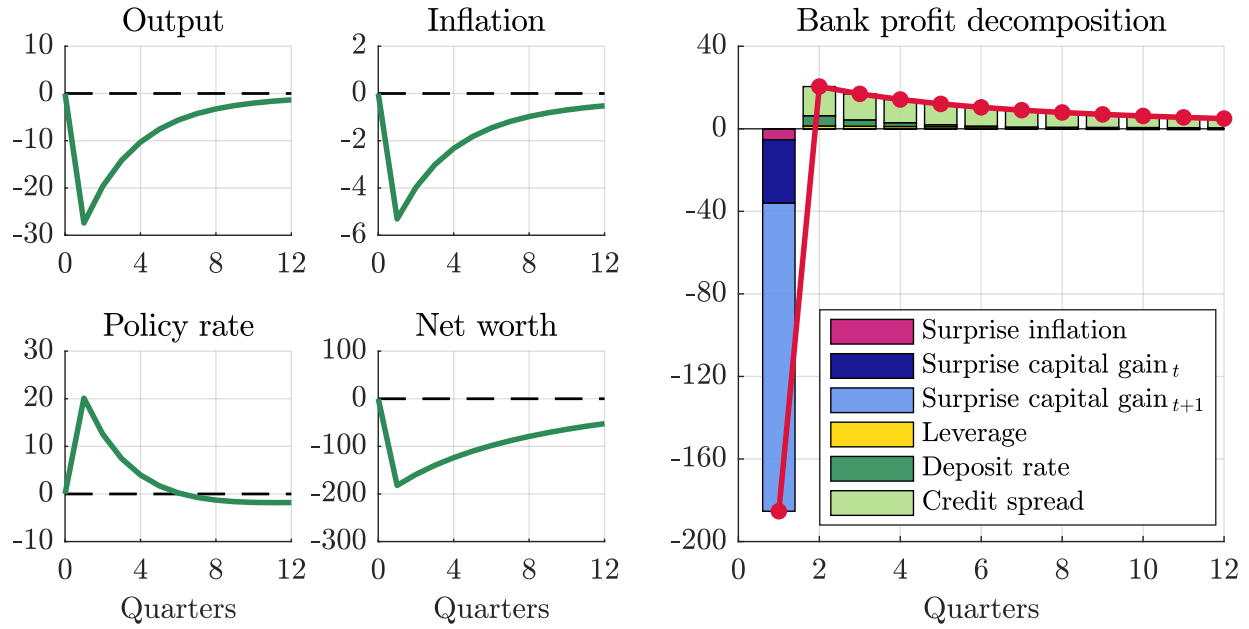 Output
10
0
-10
-20
-30
0 4 8 12
Inflation
2
0
-2
-4
-6
0 4 8 12
Policy rate
30
20
10
0
-10
0 4 8 12
Quarters
Net worth
100
0
-100
-200
-300
0 4 8 12
Quarters
Bank profit decomposition
40
0
-40
-80
-120
-160
-200
Surprise inflation
Surprise capital gain t
Surprise capital gain t+1
Leverage
Deposit rate
Credit spread
0 2 4 6 8 10 12
Quarters